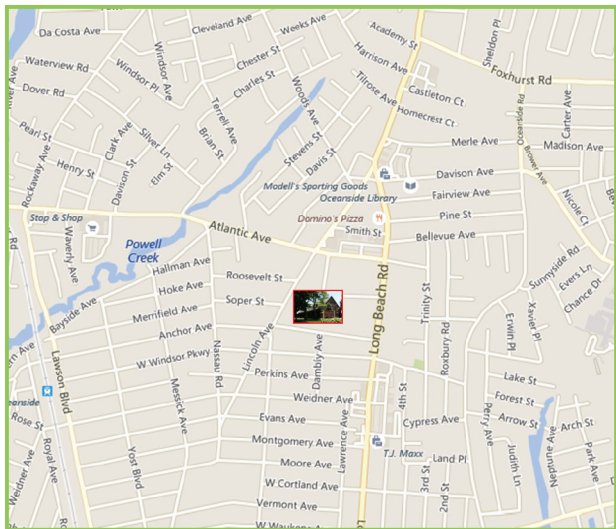 Da Costa Ave
Waterview Rd
Dover Rd
River Ave
Windsor Pl
Windsor Ave
Cleveland Ave
Weeks Ave
Chester St
Charles St
Woods Ave
Terrell Ave
Brian St
Academy St
Harrison Ave
Tilrose Ave
Castleton Ct
Homecrest Ct
Sheldon Pl
Foxhurst Rd
Oceanside Rd
Carter Ave
Merle Ave
Madison Ave
Brower Ave
Pearl St
Clark Ave
Silver Ln
Elm St
Henry St
Davison St
Rockaway Ave
Stevens St
Davis St
Davison Ave
Modell's Sporting Goods
Oceanside Library
Fairview Ave
Nicole Ct
Stop & Shop
Domino's Pizza
Pine St
Smith St
Atlantic Ave
Bellevue Ave
Waverly Ave
Powell
Creek
Hallman Ave
Roosevelt St
Sunnyside Rd
Evers Ln
Chance Dr
Hoke Ave
Soper St
Bayside Ave
Merrifield Ave
Long Beach Rd
Trinity St
Roxbury Rd
Erwin Pl
Xavier Pl
Anchor Ave
Lincoln Ave
Nassau Rd
W Windsor Pkwy
Dambly Ave
Lawson Blvd
Perkins Ave
Lake St
Messick Ave
Weidner Ave
4th St
Forest St
eanside
Rose St
Evans Ave
Cypress Ave
Perry Ave
Arrow St
Arch St
Lawrence Ave
Montgomery Ave
T.J. Maxx
Royal Ave
Yost Blvd
Moore Ave
Land Pl
3rd St
2nd St
Judith Ln
Neptune Ave
Park Ave
Weidner Ave
W Cortland Ave
Vermont Ave